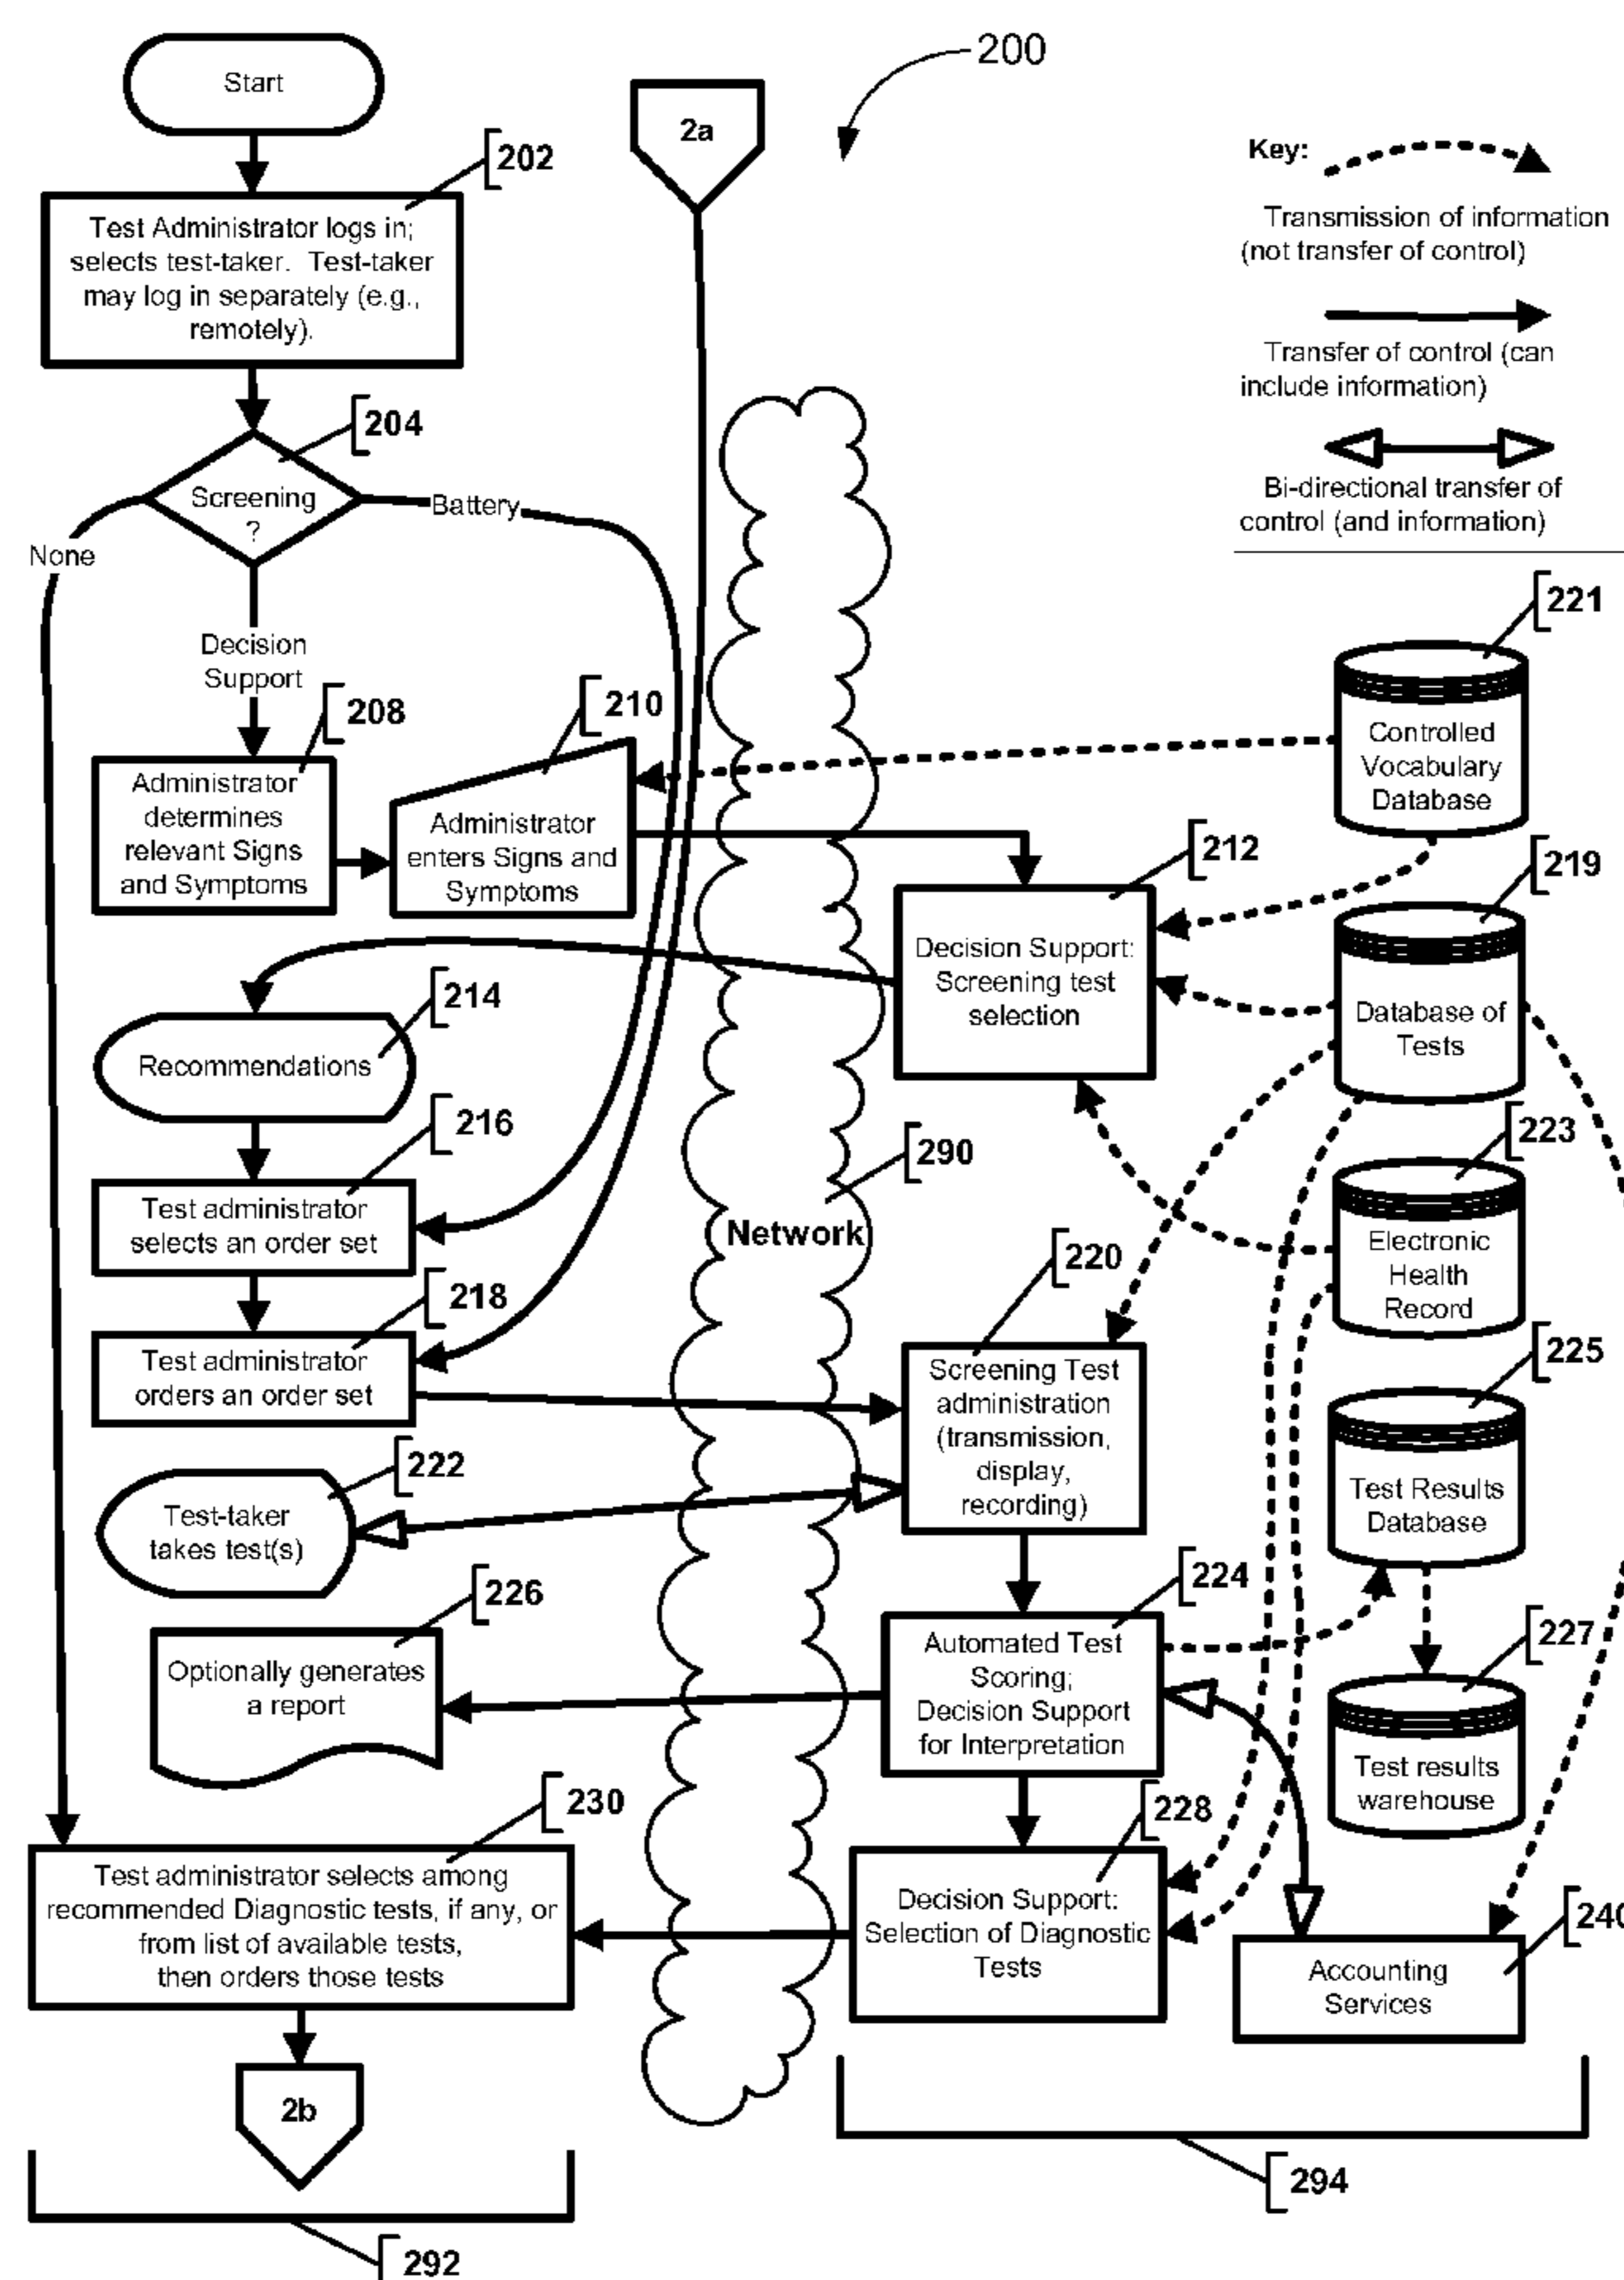 200
Start
2a
202
Test Administrator logs in;
selects test-taker. Test-taker
may log in separately (e.g.,
remotely).
Key:
Transmission of information
(not transfer of control)
Transfer of control (can
include information)
Bi-directional transfer of
control (and information)
204
Screening
?
Battery
None
Decision
Support
208
Administrator
determines
relevant Signs
and Symptoms
210
Administrator
enters Signs and
Symptoms
221
Controlled
Vocabulary
Database
212
Decision Support:
Screening test
selection
219
Database of
Tests
214
Recommendations
216
Test administrator
selects an order set
290
Network
223
Electronic
Health
Record
218
Test administrator
orders an order set
220
Screening Test
administration
(transmission,
display,
recording)
225
Test Results
Database
222
Test-taker
takes test(s)
224
Automated Test
Scoring;
Decision Support
for Interpretation
226
Optionally generates
a report
227
Test results
warehouse
228
Decision Support:
Selection of Diagnostic
Tests
230
Test administrator selects among
recommended Diagnostic tests, if any, or
from list of available tests,
then orders those tests
240
Accounting
Services
2b
294
292